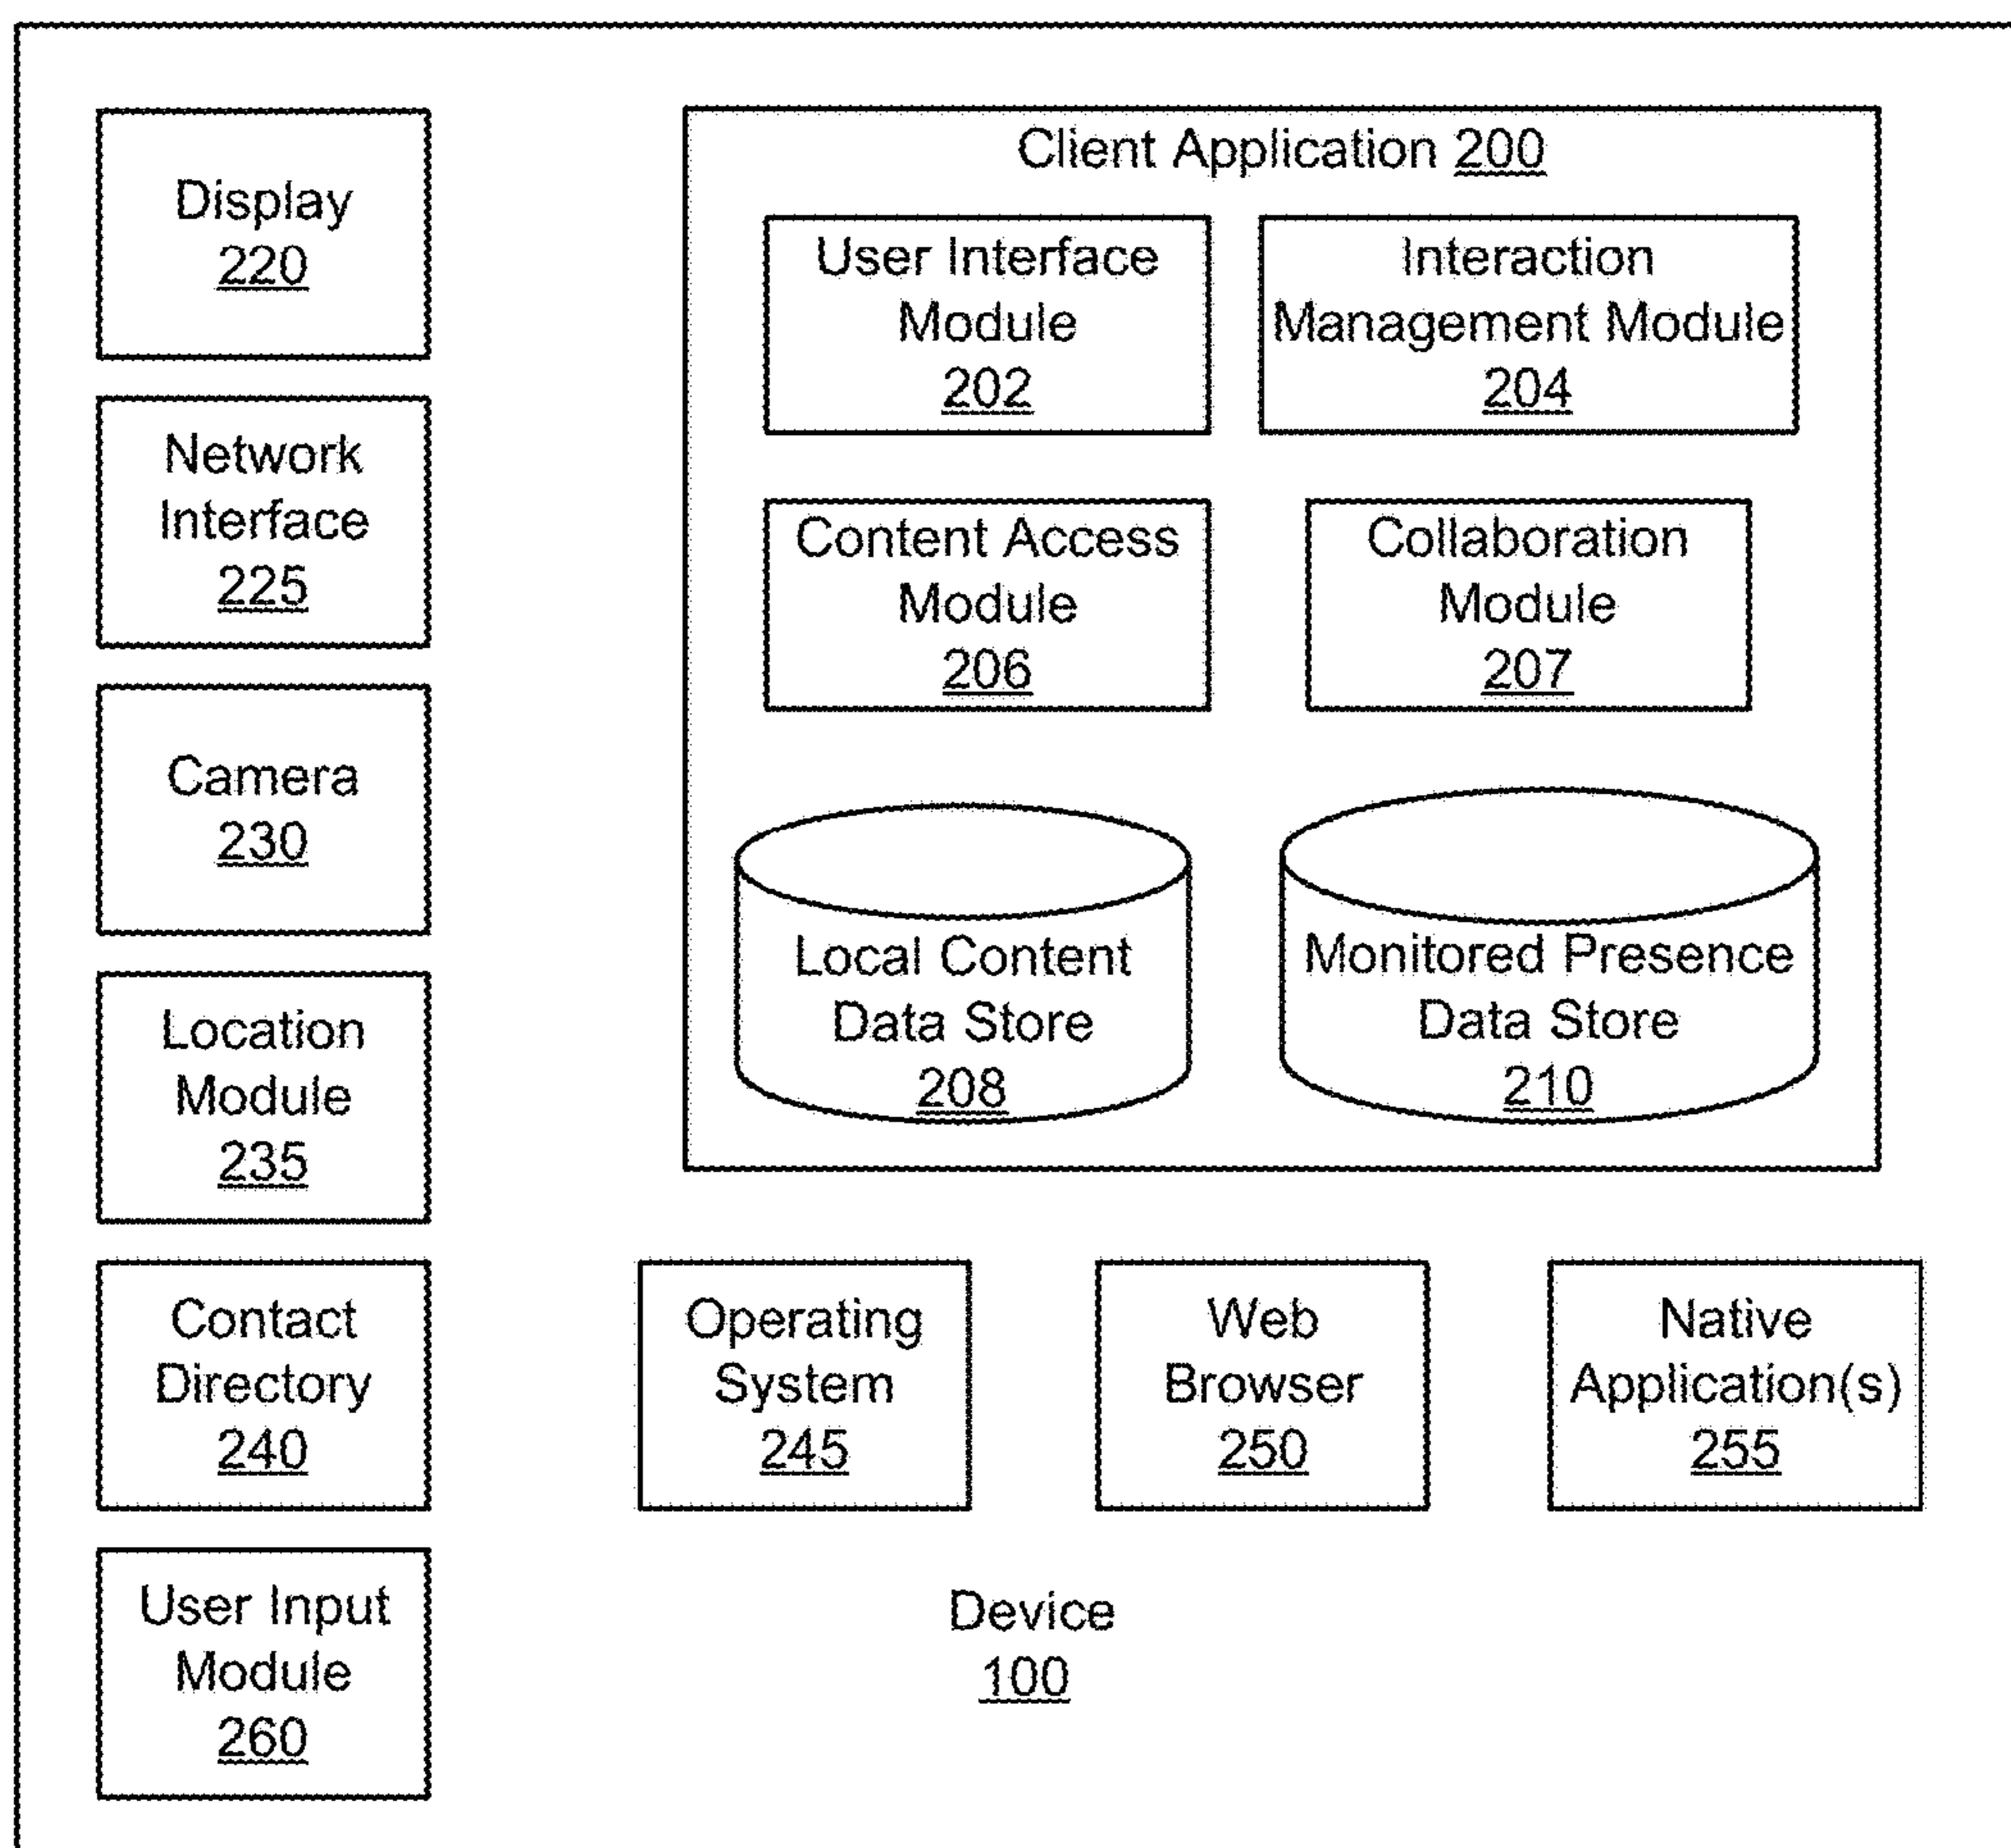 Display
220
Network
Interface
225
Camera
230
Location
Module
235
Contact
Directory
240
User Input
Module
260
Client Application 200
User Interface
Module
202
Interaction
Management Module
204
Content Access
Module
206
Collaboration
Module
207
Local Content
Data Store
208
Monitored Presence
Data Store
210
Operating
System
245
Web
Browser
250
Native
Application(s)
255
Device
100